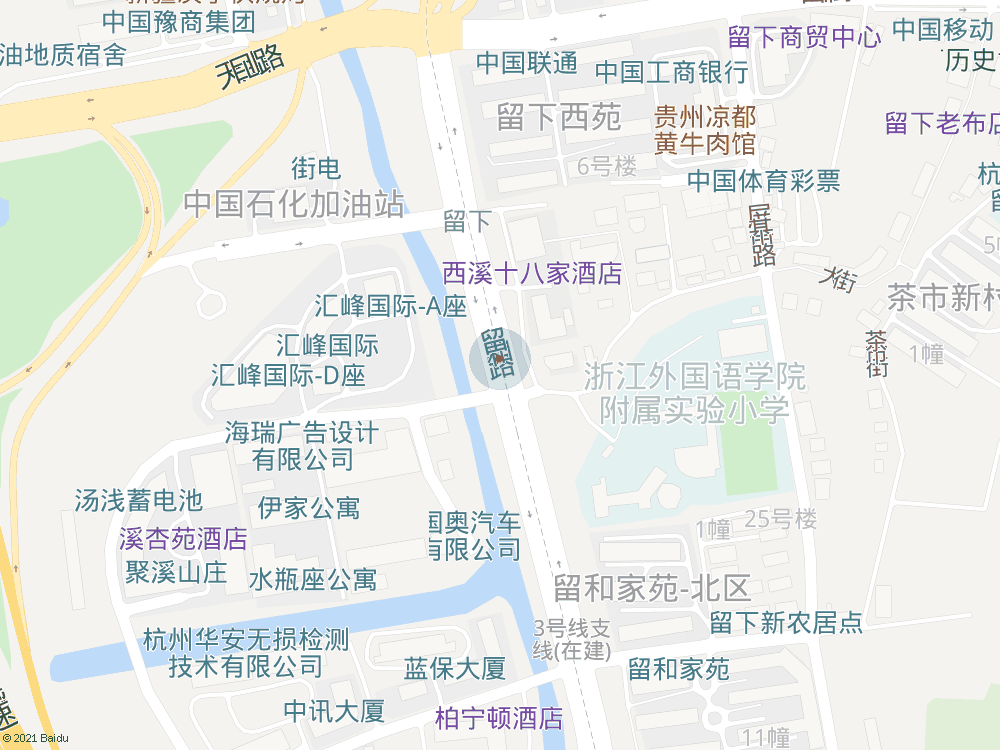 中国豫商集团
油地质宿舍
天目山路
中国联通
中国工商银行
留下商贸中心
中国移动
历史
留下西苑
贵州凉都
黄牛肉馆
6号楼
留下老布店
街电
中国石化加油站
留下
中国体育彩票
杭
留
屏基路
西溪十八家酒店
大街
5幢
茶市新村
1幢
茶市街
汇峰国际-A座
汇峰国际
汇峰国际-D座
留和路
浙江外国语学院
附属实验小学
海瑞广告设计
有限公司
汤浅蓄电池
伊家公寓
溪杏苑酒店
国奥汽车
有限公司
25号楼
1幢
聚溪山庄
水瓶座公寓
留和家苑-北区
3号线支
线(在建)
留下新农居点
杭州华安无损检测
技术有限公司
蓝保大厦
留和家苑
中讯大厦
柏宁顿酒店
11幢
速
© 2021 Baidu